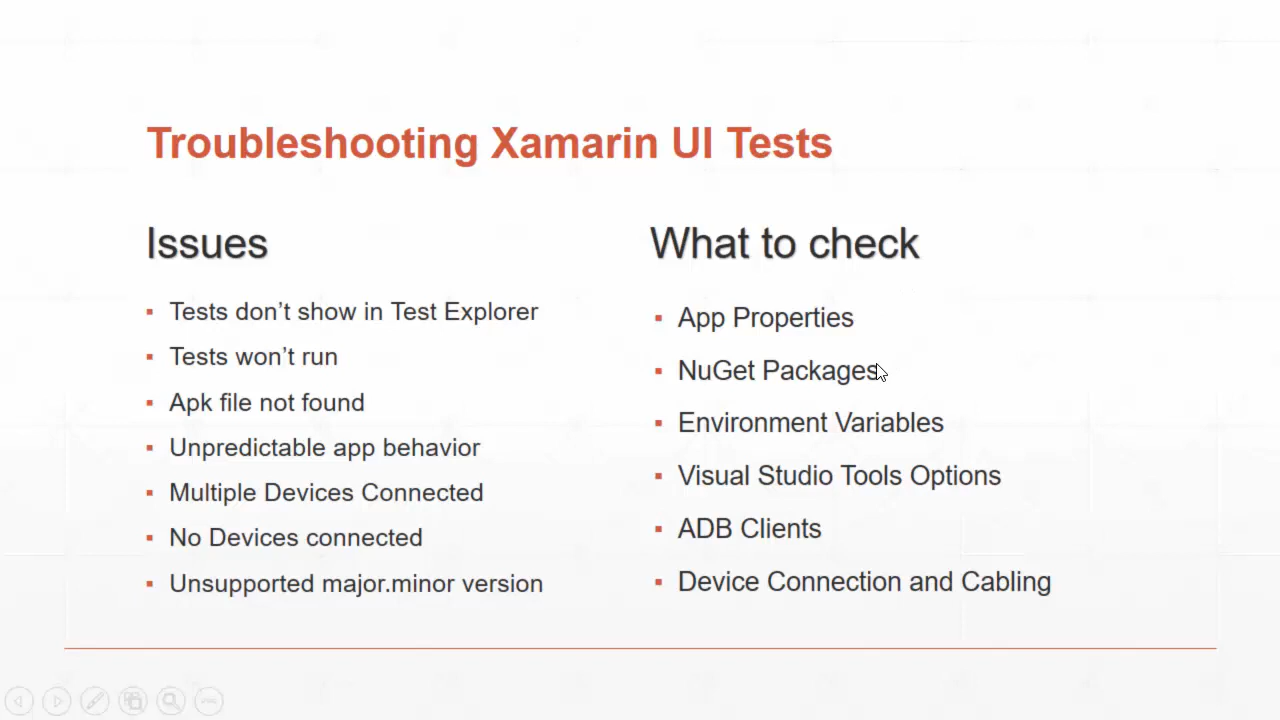 Troubleshooting Xamarin UI Tests
Issues
▪ Tests don’t show in Test Explorer
▪ Tests won’t run
▪ Apk file not found
▪ Unpredictable app behavior
▪ Multiple Devices Connected
▪ No Devices connected
▪ Unsupported major.minor version
What to check
▪ App Properties
▪ NuGet Packages
▪ Environment Variables
▪ Visual Studio Tools Options
▪ ADB Clients
▪ Device Connection and Cabling